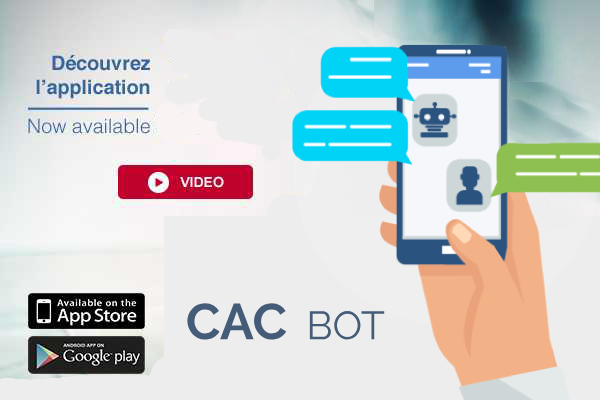 Découvrez
l'application
Now available
VIDEO
Available on the
App Store
ANDROID APP ON
Google play
CAC BOT